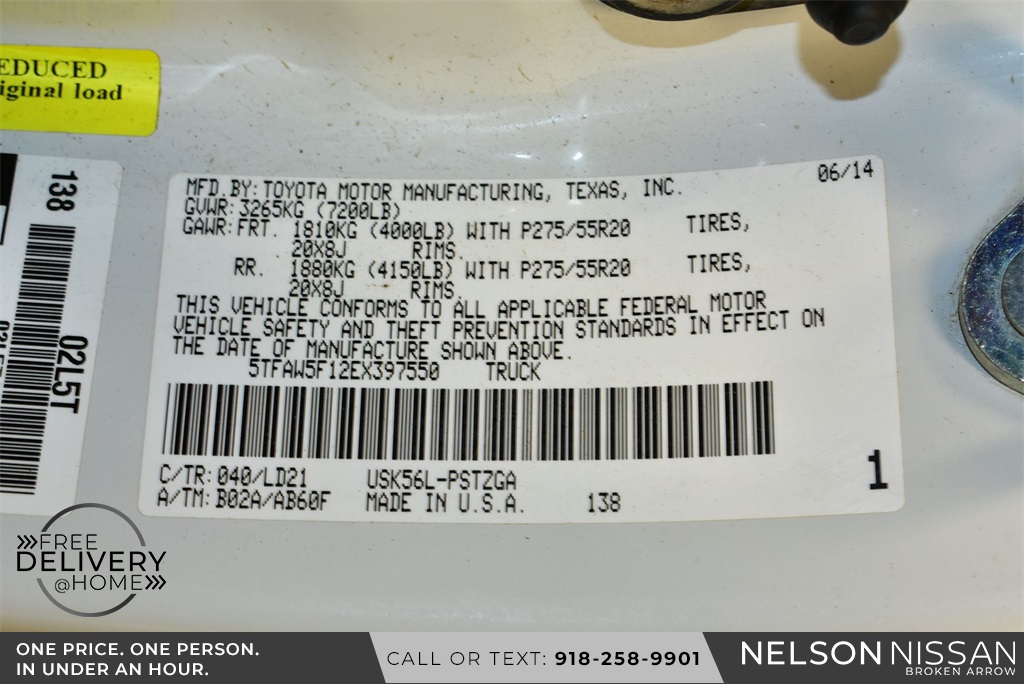 EDUCED
iginal load
138
02L5T
06/14
MFD. BY: TOYOTA MOTOR MANUFACTURING, TEXAS, INC.
GVWR: 3265KG (7200LB)
GAWR: FRT. 1810KG (4000LB) WITH P275/55R20 TIRES,
20X8J RIMS.
RR. 1880KG (4150LB) WITH P275/55R20 TIRES,
20X8J RIMS.
THIS VEHICLE CONFORMS TO ALL APPLICABLE FEDERAL MOTOR
VEHICLE SAFETY AND THEFT PREVENTION STANDARDS IN EFFECT ON
THE DATE OF MANUFACTURE SHOWN ABOVE.
5TFAW5F12EX397550 TRUCK
C/TR: 040/LD21 USK56L-PSTZGA
A/TM: B02A/AB60F MADE IN U.S.A. 138
1
FREE
DELIVERY
@HOME
ONE PRICE. ONE PERSON.
IN UNDER AN HOUR.
CALL OR TEXT: 918-258-9901
NELSON NISSAN
BROKEN ARROW